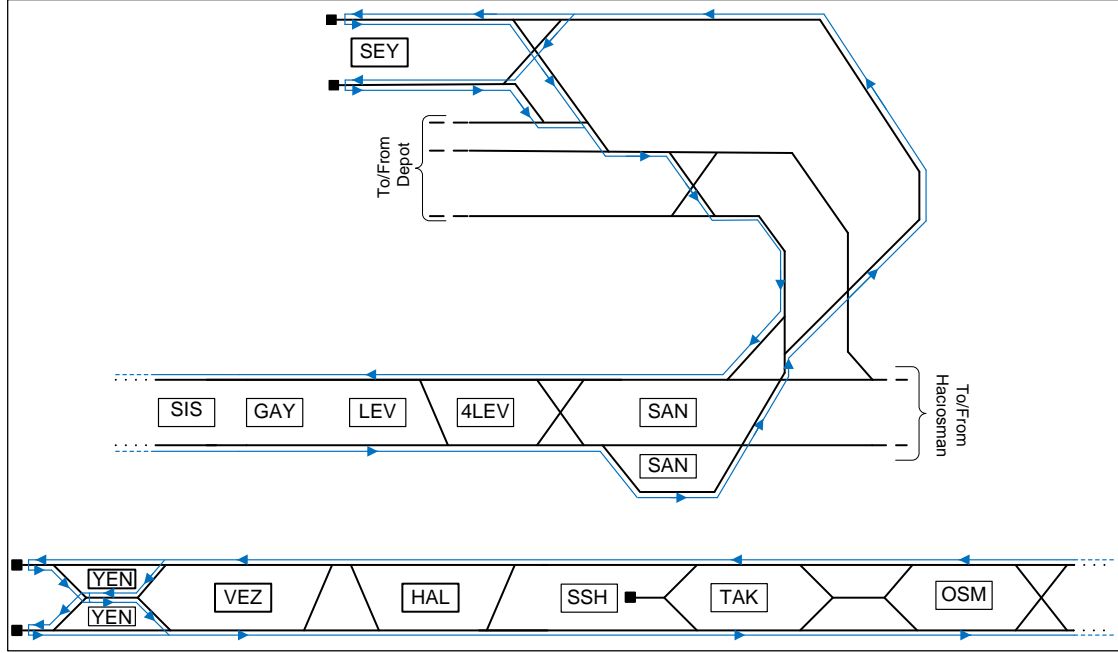 SEY
To/From
Depot
To/From
Haciosman
SIS
GAY
LEV
4LEV
SAN
SAN
YEN
YEN
VEZ
HAL
SSH
TAK
OSM